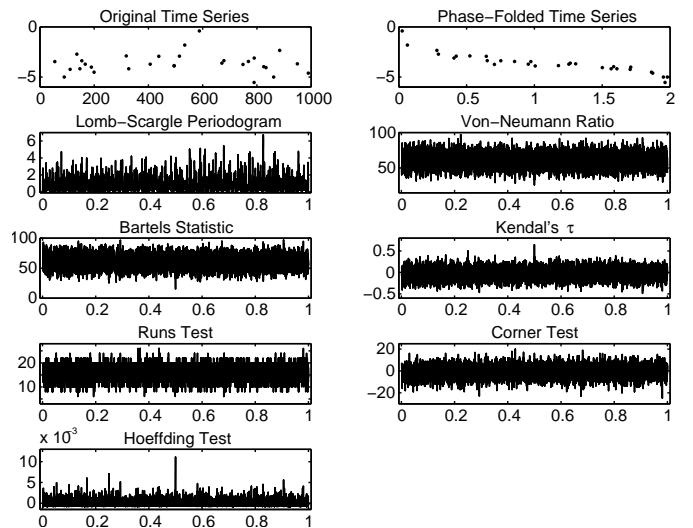 Original Time Series
Phase−Folded Time Series
0
−5
0 200 400 600 800 1000
0
−5
0 0.5 1 1.5 2
Lomb−Scargle Periodogram
Von−Neumann Ratio
6
4
2
0
0.2 0.4 0.6 0.8 1
100
50
0 0.2 0.4 0.6 0.8 1
Bartels Statistic
Kendal's τ
100
50
0
0 0.2 0.4 0.6 0.8 1
0.5
0
−0.5
0 0.2 0.4 0.6 0.8 1
Runs Test
Corner Test
20
10
0 0.2 0.4 0.6 0.8 1
20
0
−20
0 0.2 0.4 0.6 0.8 1
x 10⁻³
Hoeffding Test
10
5
0
0 0.2 0.4 0.6 0.8 1